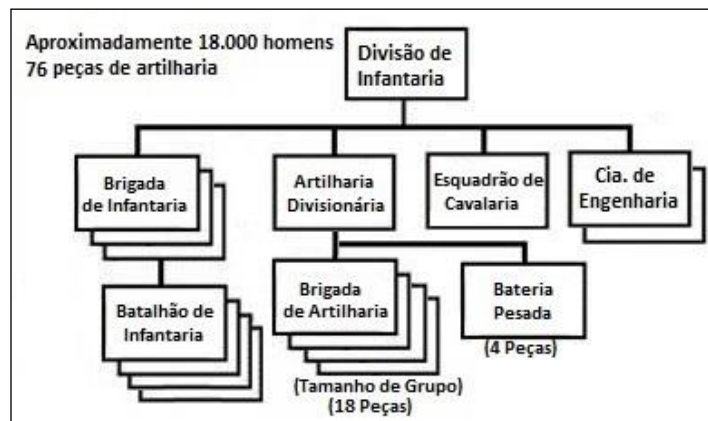 Aproximadamente 18.000 homens
76 peças de artilharia
Divisão de
Infantaria
Brigada
de Infantaria
Artilharia
Divisionária
Esquadrão de
Cavalaria
Cia. de
Engenharia
Batalhão de
Infantaria
Brigada
de Artilharia
Bateria
Pesada
(4 Peças)
(Tamanho de Grupo)
(18 Peças)